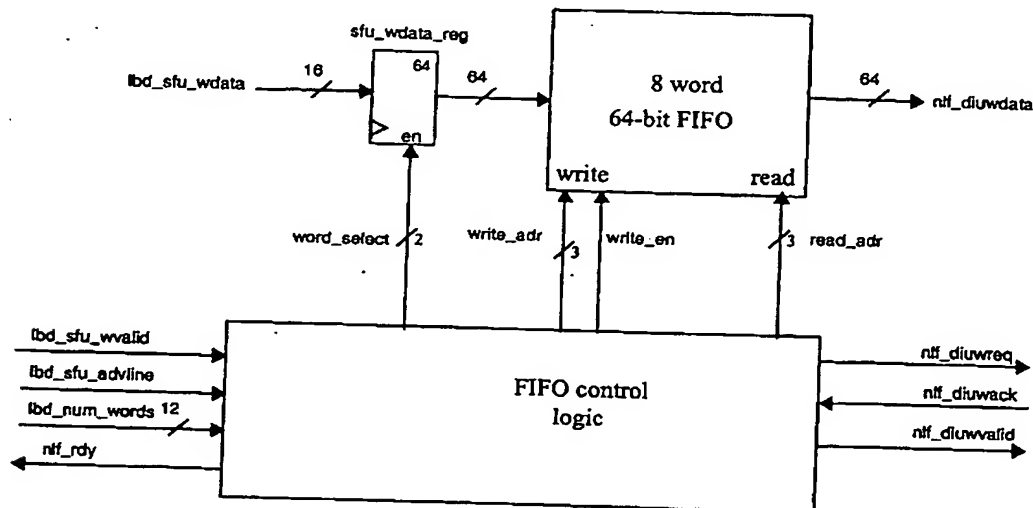 sfu_wdata_reg
lbd_sfu_wdata
16
64
64
en
8 word
64-bit FIFO
write
read
64
nlf_diuwdata
word_select
2
write_adr
3
write_en
3
read_adr
lbd_sfu_wvalid
lbd_sfu_advline
lbd_num_words
12
nlf_rdy
FIFO control
logic
nlf_diuwreq
nlf_diuwack
nlf_diuwvalid